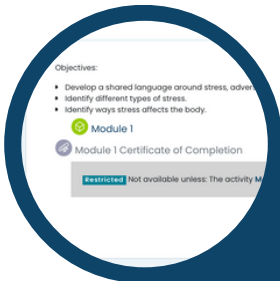 Objectives:
Develop a shared language around stress,
Identify different types of stress.
Identify ways stress affects the body.
Module 1
Module 1 Certificate of Completion
Restricted Not available unless: The activity